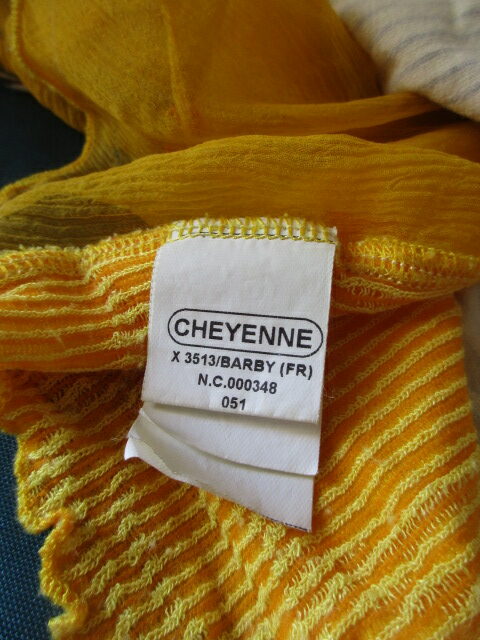 CHEYENNE
X 3513/BARBY (FR)
N.C.000348
051